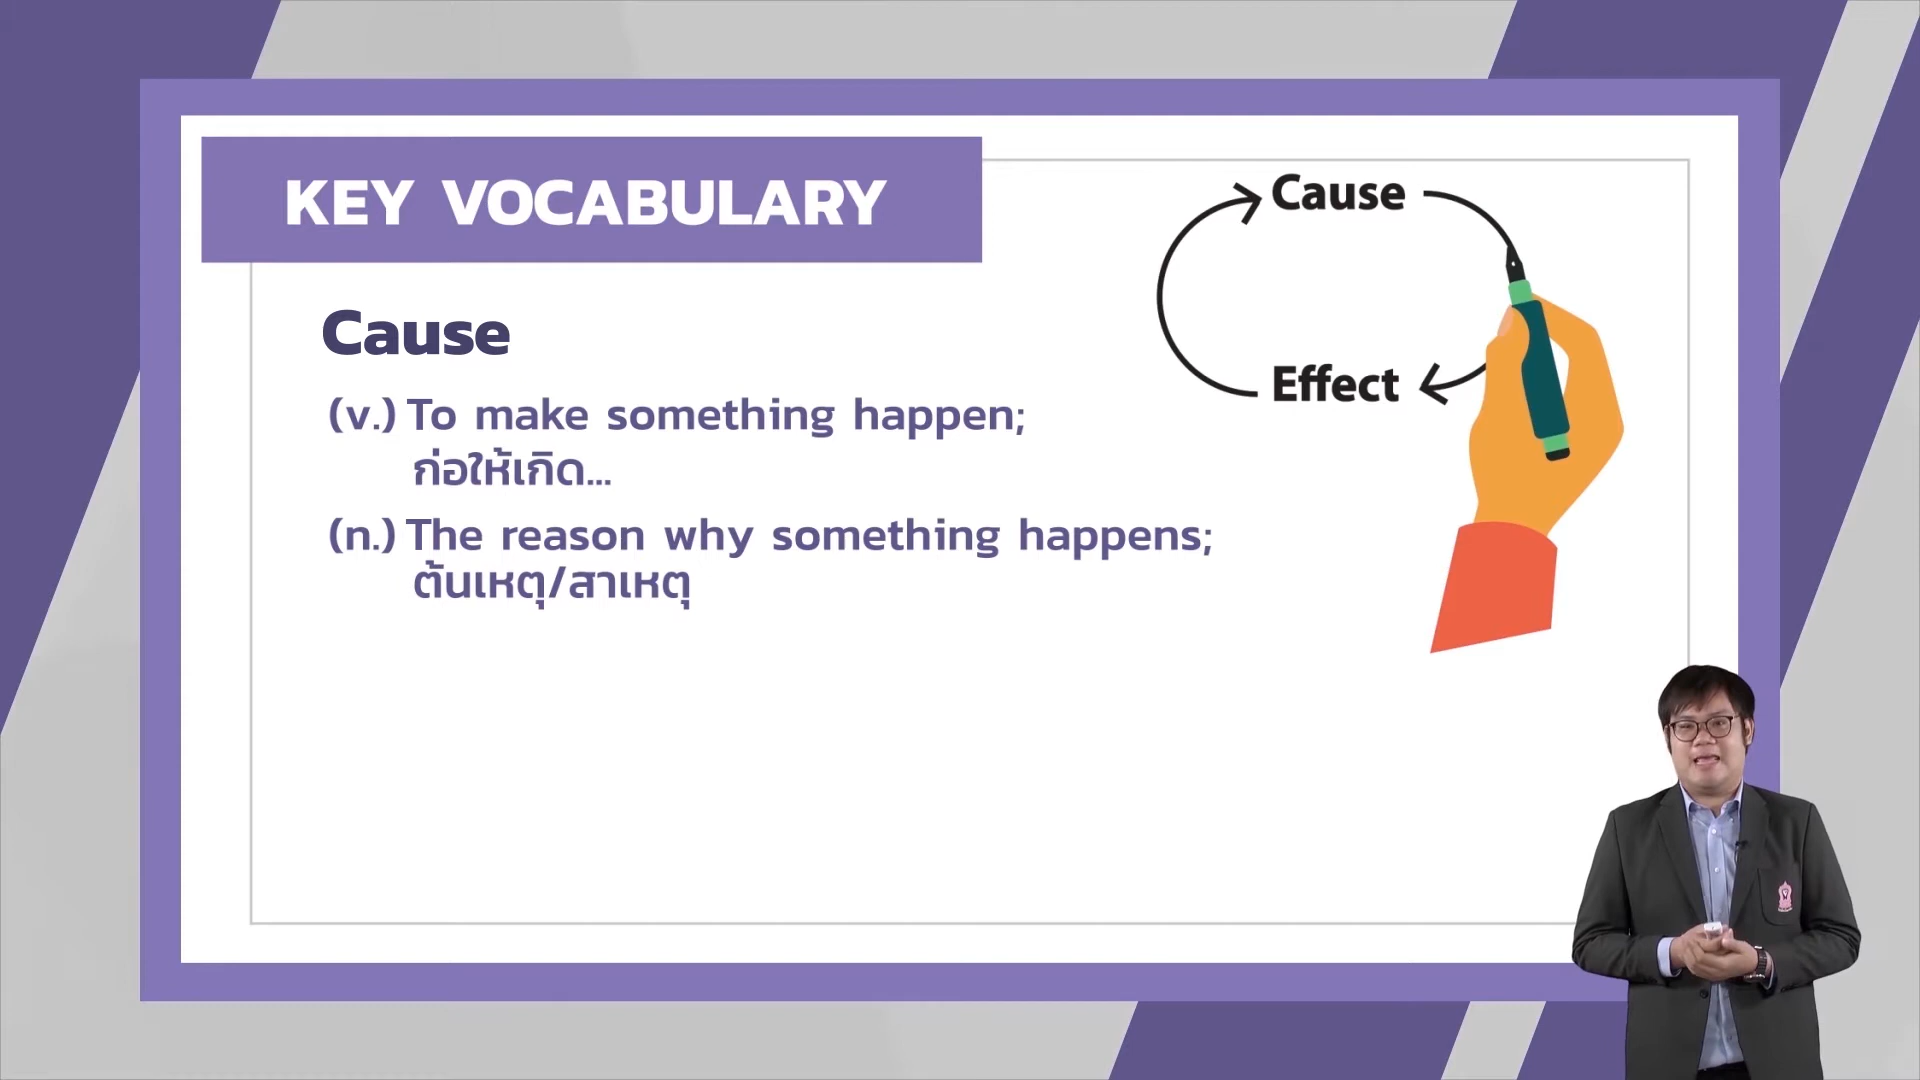 KEY VOCABULARY
Cause
Effect
Cause
(v.) To make something happen;
ก่อให้เกิด...
(n.) The reason why something happens;
ต้นเหตุ/สาเหตุ